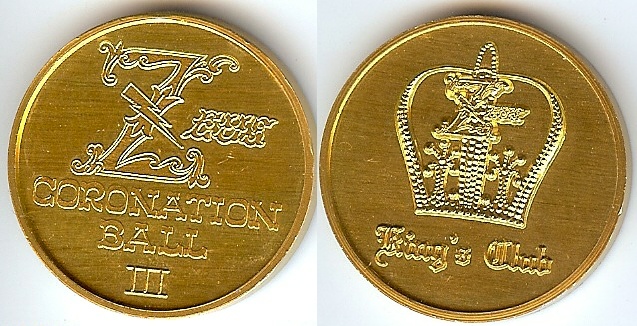 Z
CORONATION
BALL
III
Z
King's Club